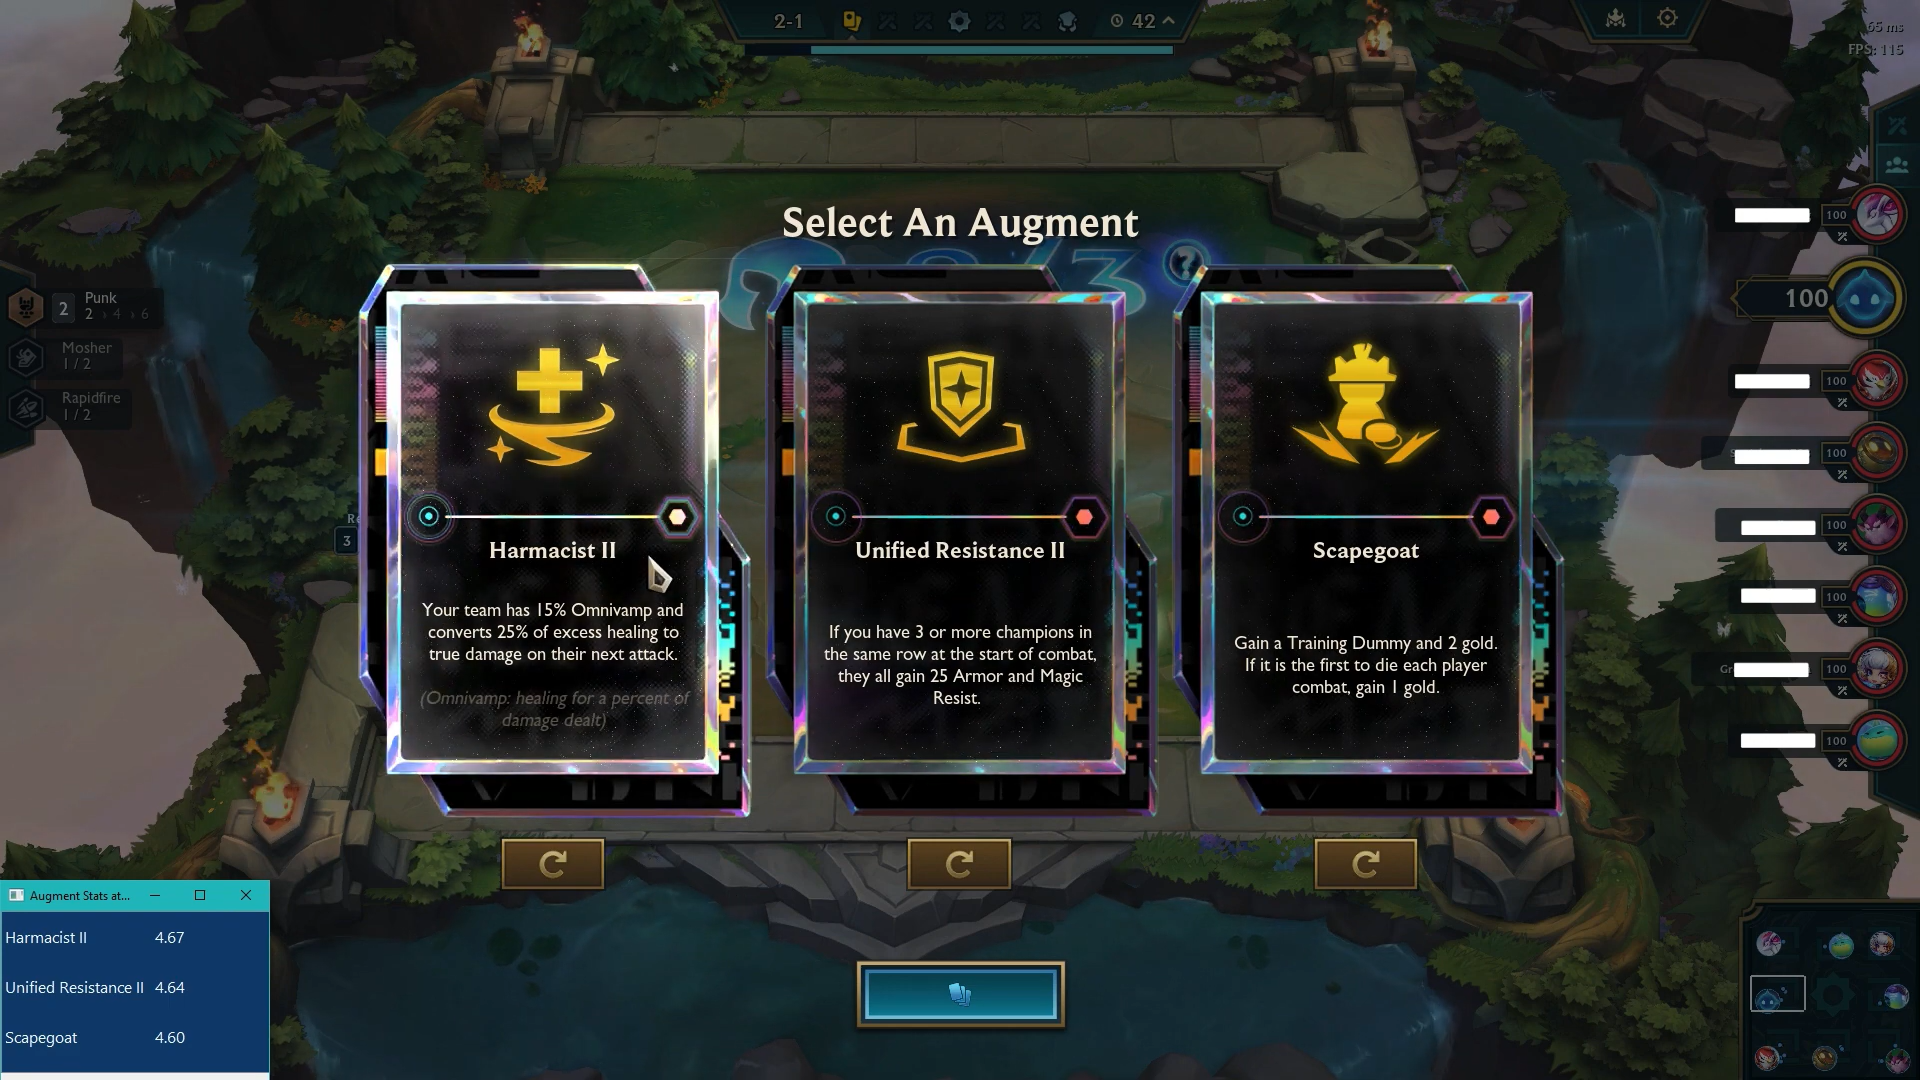 2-1
42
65 ms
FPS: 115
Select An Augment
2
Punk
2 › 4 › 6
Mosher
1 / 2
Rapidfire
1 / 2
3
Harmacist II
Your team has 15% Omnivamp and
converts 25% of excess healing to
true damage on their next attack.
(Omnivamp: healing for a percent of
damage dealt)
Unified Resistance II
If you have 3 or more champions in
the same row at the start of combat,
they all gain 25 Armor and Magic
Resist.
Scapegoat
Gain a Training Dummy and 2 gold.
If it is the first to die each player
combat, gain 1 gold.
100
100
100
100
100
100
100
100
Augment Stats at...
Harmacist II 4.67
Unified Resistance II 4.64
Scapegoat 4.60